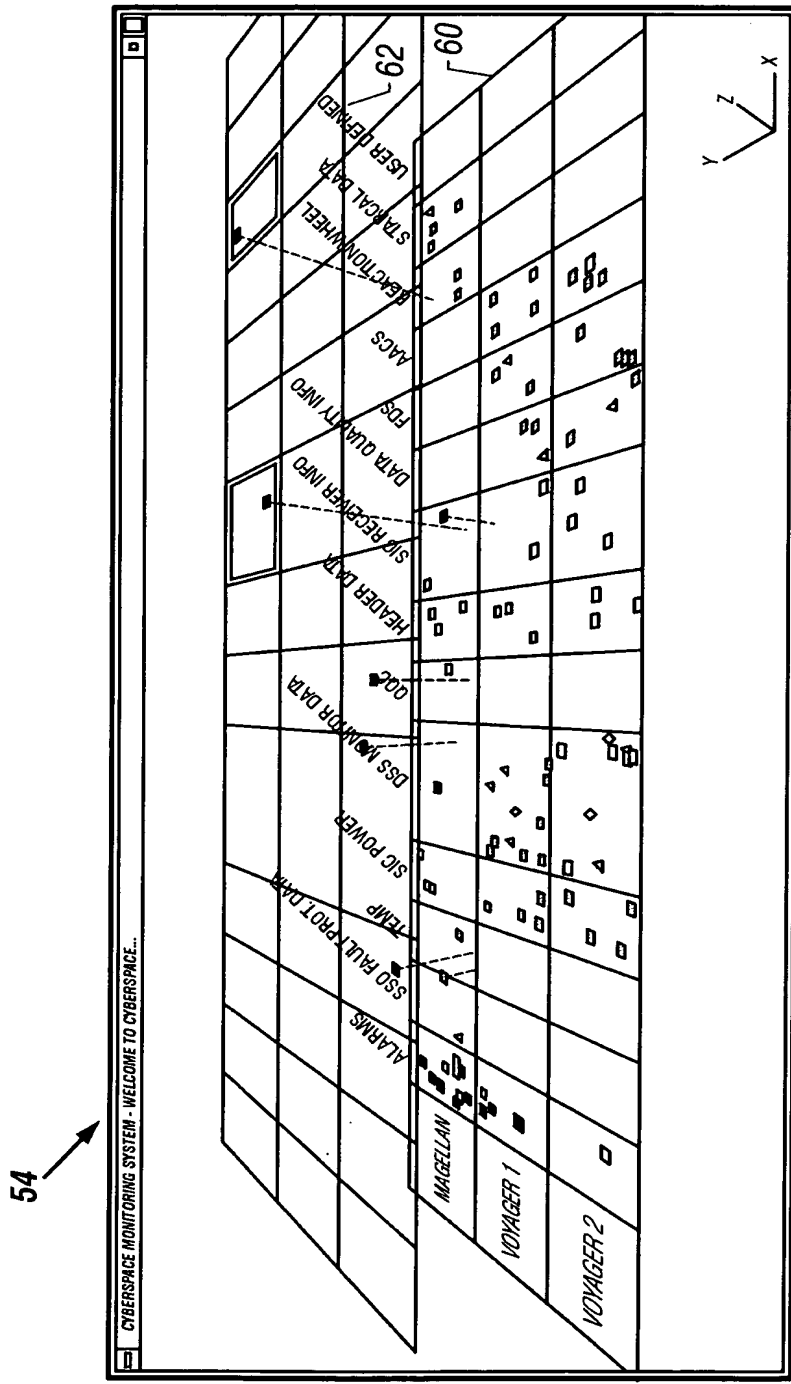 54
CYBERSPACE MONITORING SYSTEM - WELCOME TO CYBERSPACE...
62
60
ALARMS
SSO FAULT PROT. DATA
TEMP
SIC POWER
DSS MONITOR DATA
QQC
HEADER DATA
SIG RECEIVER INFO
DATA QUALITY INFO
FDS
AACS
REACTION WHEEL
STARCAL DATA
USER DEFINED
MAGELLAN
VOYAGER 1
VOYAGER 2
Y
Z
X